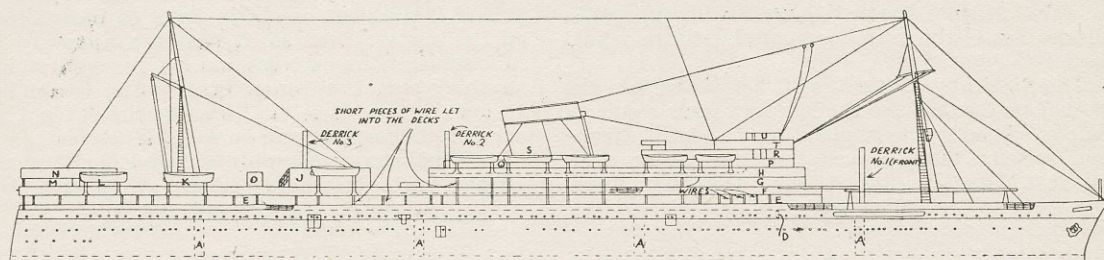 SHORT PIECES OF WIRE LET
INTO THE DECKS
DERRICK
No. 3
DERRICK
No. 2
DERRICK
No. 1 (FRONT)
U
T
R
P
H
G
F
E
S
O
WIRES
N
M
L
K
O
J
E
D
A
A
A
A